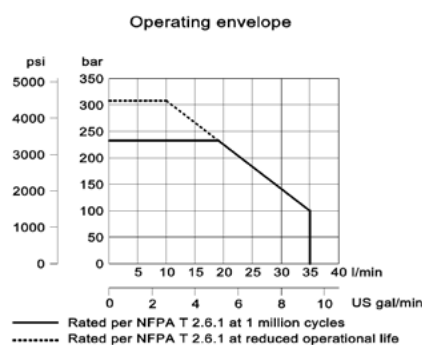 Operating envelope
psi bar
5000 350
300
4000 250
3000 200
2000 150
100
1000 50
0 0
5 10 15 20 25 30 35 40 l/min
0 2 4 6 8 10 US gal/min
Rated per NFPA T 2.6.1 at 1 million cycles
Rated per NFPA T 2.6.1 at reduced operational life